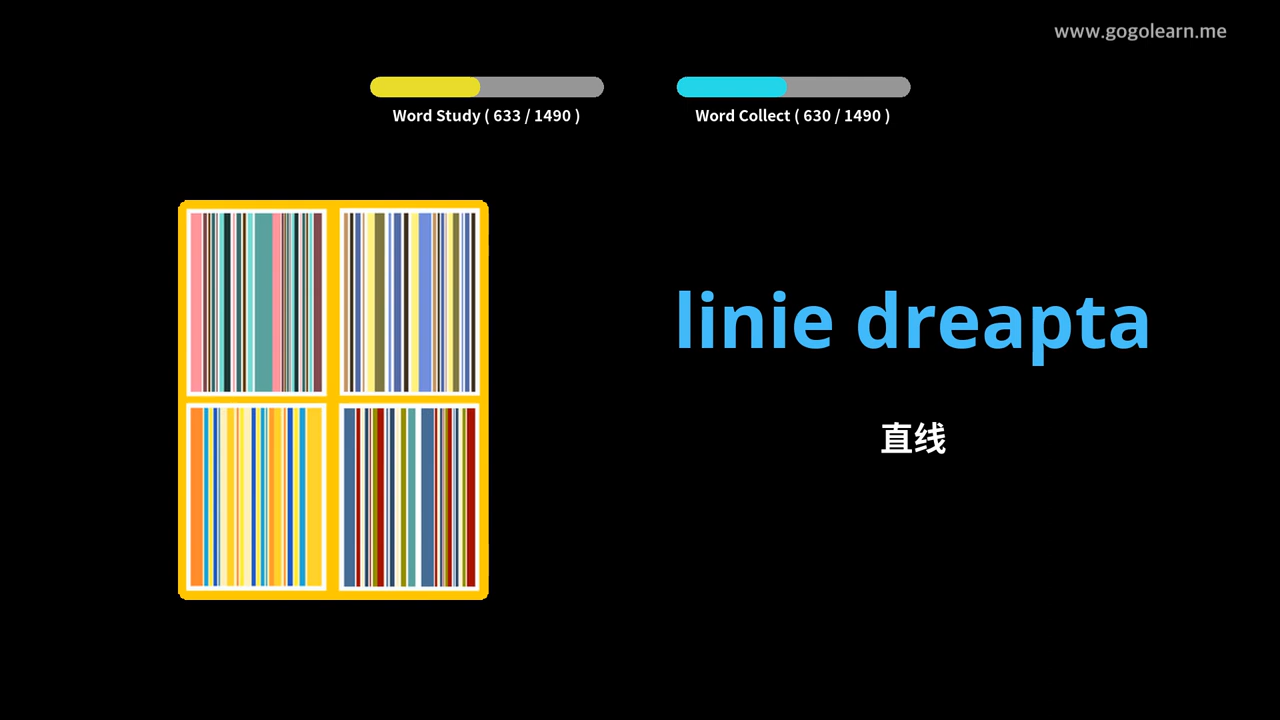 www.gogolearn.me
Word Study ( 633 / 1490 )
Word Collect ( 630 / 1490 )
linie dreapta
直线